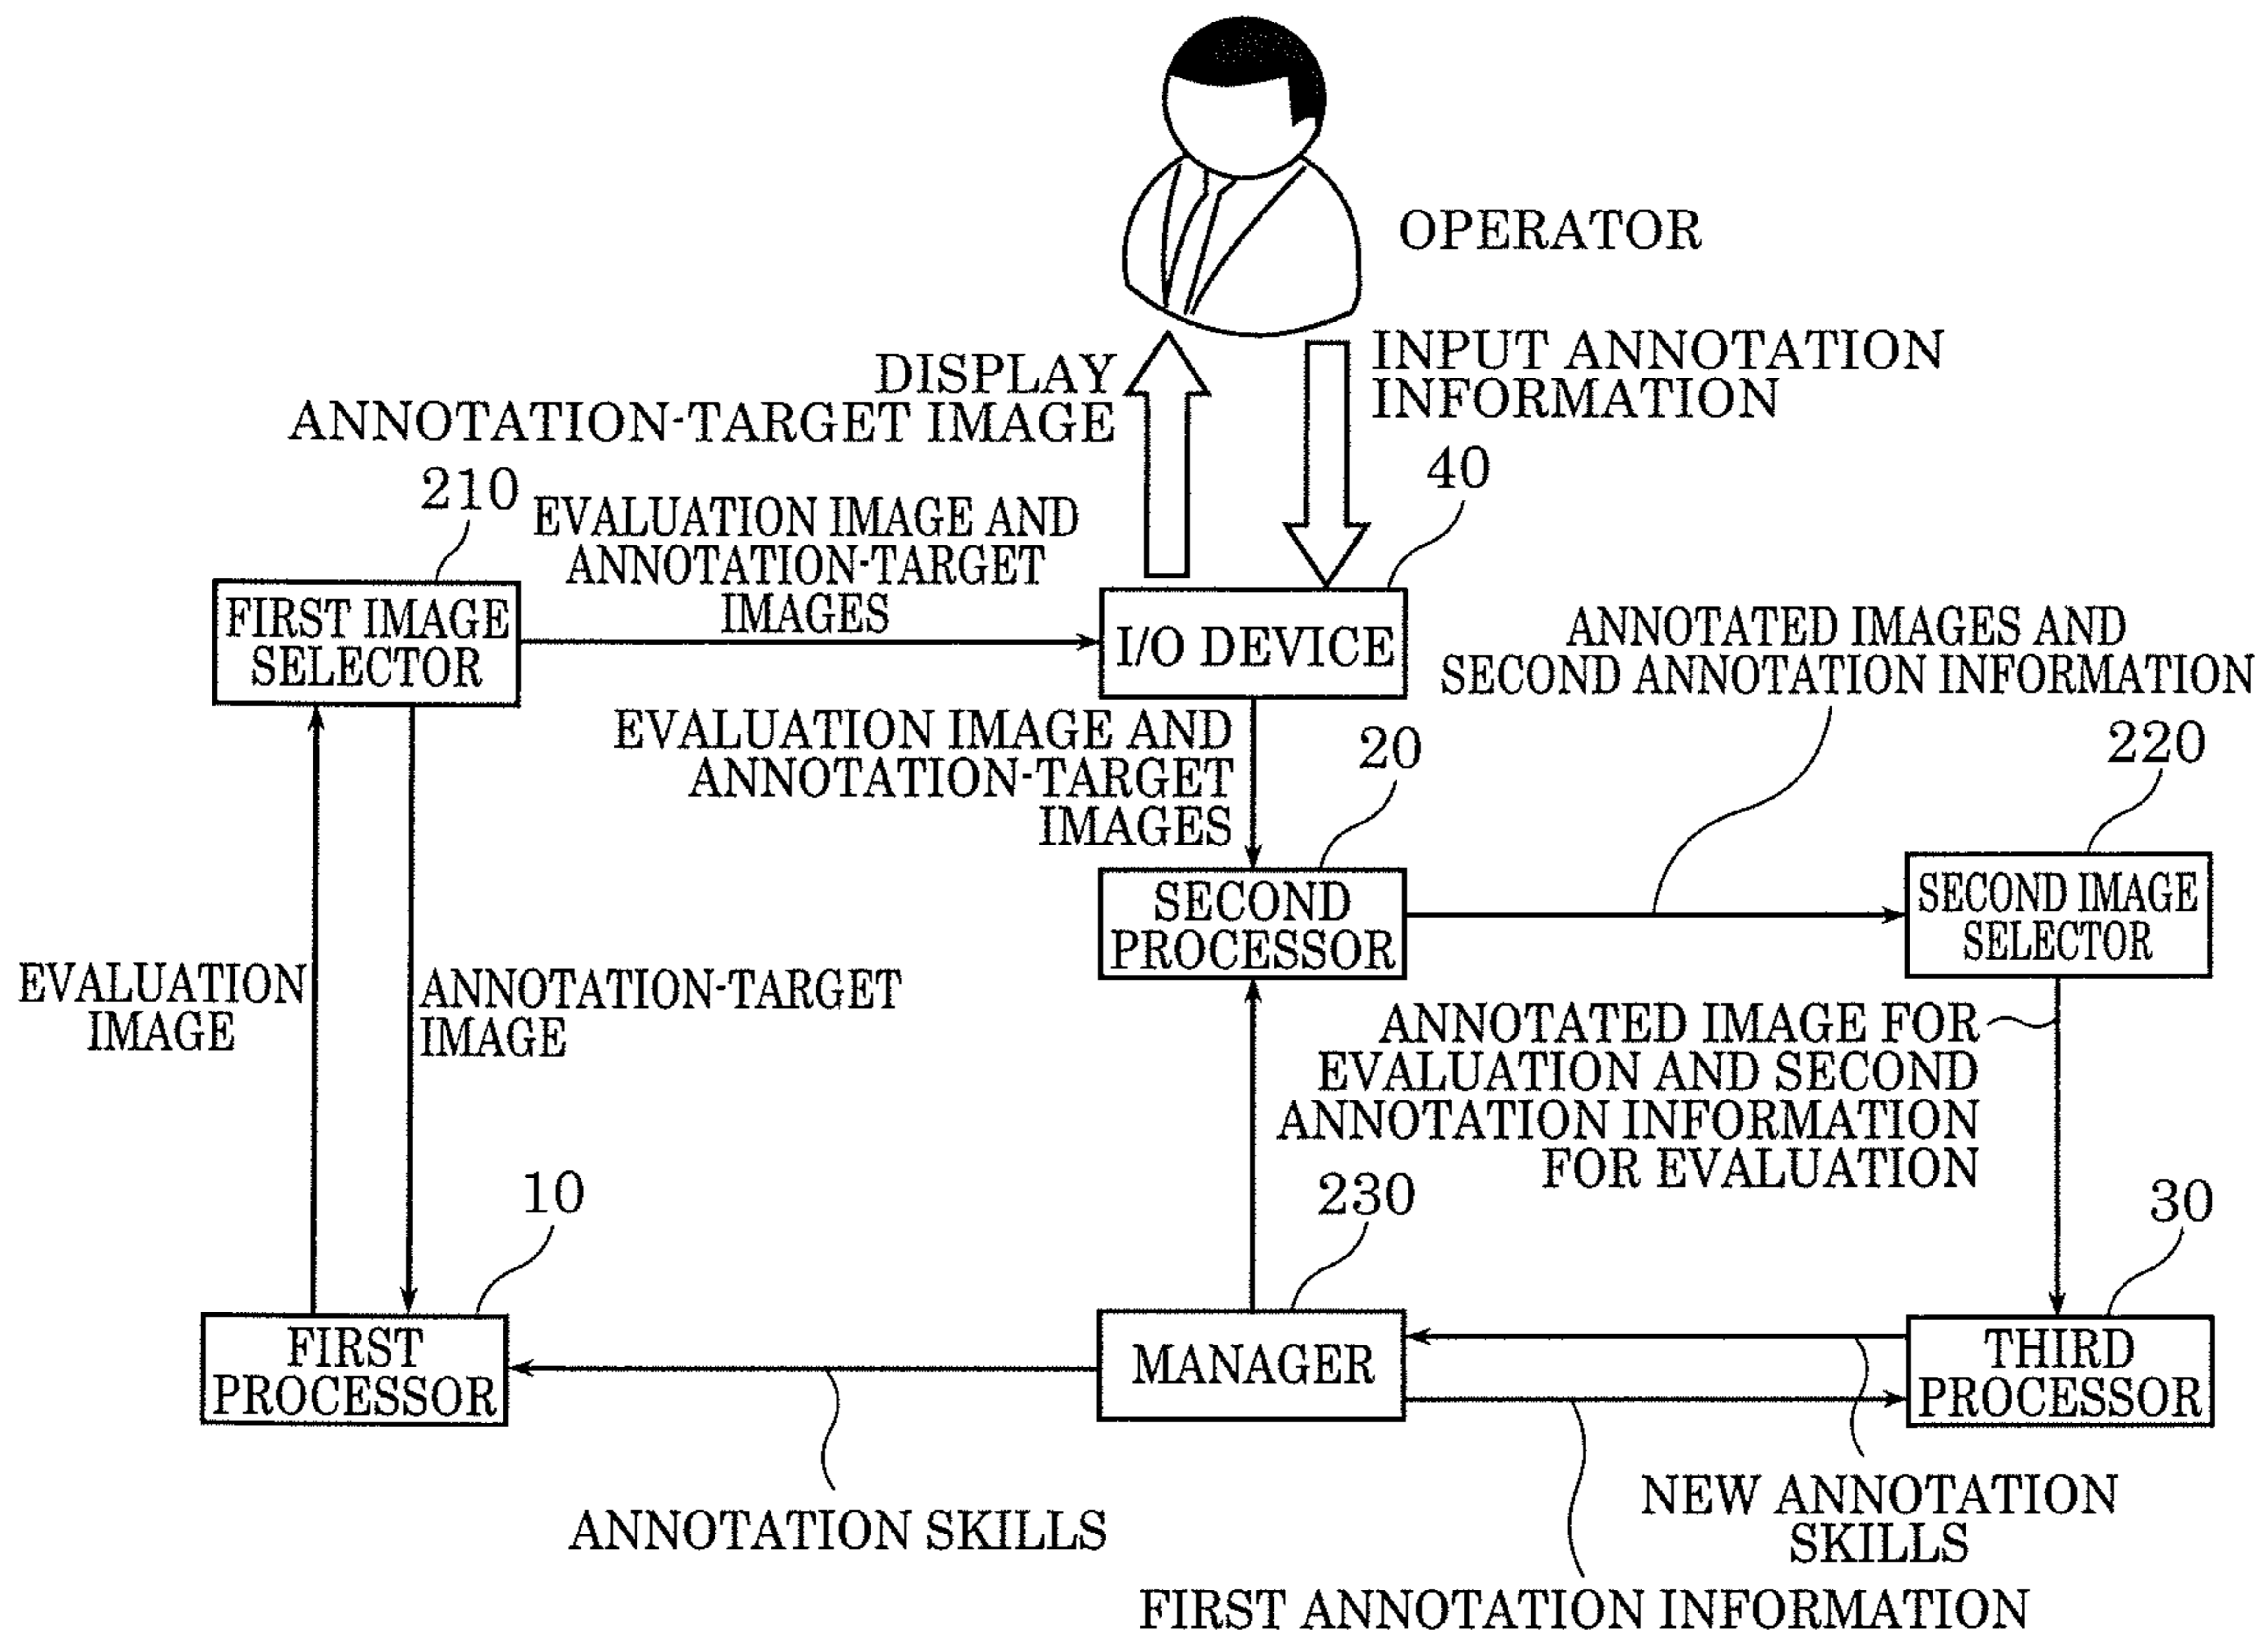 OPERATOR
DISPLAY
ANNOTATION-TARGET IMAGE
INPUT ANNOTATION
INFORMATION
40
210
EVALUATION IMAGE AND
ANNOTATION-TARGET
IMAGES
FIRST IMAGE
SELECTOR
I/O DEVICE
ANNOTATED IMAGES AND
SECOND ANNOTATION INFORMATION
EVALUATION IMAGE AND
ANNOTATION-TARGET
IMAGES
20
220
SECOND
PROCESSOR
SECOND IMAGE
SELECTOR
EVALUATION
IMAGE
ANNOTATION-TARGET
IMAGE
ANNOTATED IMAGE FOR
EVALUATION AND SECOND
ANNOTATION INFORMATION
FOR EVALUATION
10
230
30
FIRST
PROCESSOR
MANAGER
THIRD
PROCESSOR
ANNOTATION SKILLS
NEW ANNOTATION
SKILLS
FIRST ANNOTATION INFORMATION